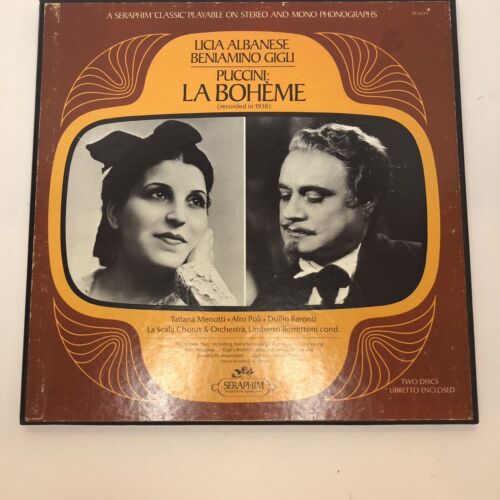 A SERAPHIM "CLASSIC" PLAYABLE ON STEREO AND MONO PHONOGRAPHS
LICIA ALBANESE
BENIAMINO GIGLI
PUCCINI:
LA BOHÈME
(recorded in 1938)
Tatiana Menotti • Afro Poli • Duilio Baronti
La Scala Chorus & Orchestra, Umberto Berrettoni cond.
SERAPHIM
TWO DISCS
LIBRETTO ENCLOSED